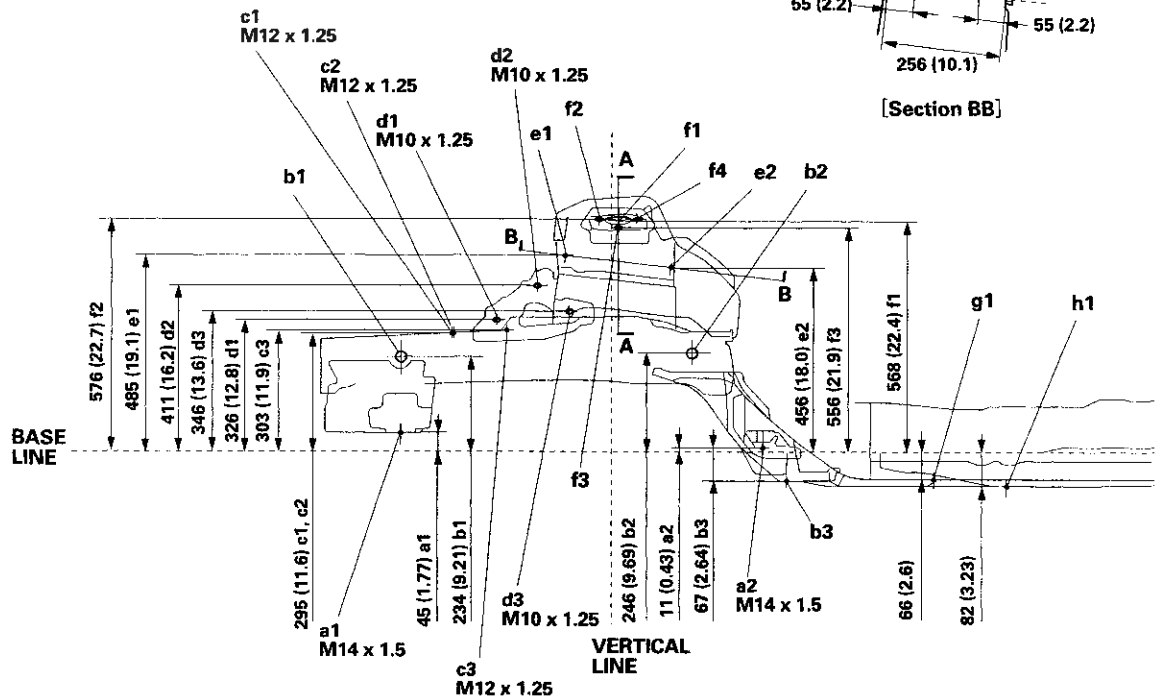 55 (2.2)
55 (2.2)
256 (10.1)
[Section BB]
c1
M12 x 1.25
c2
M12 x 1.25
d1
M10 x 1.25
d2
M10 x 1.25
b1
e1
f2
f1
A
f4
e2
b2
B
B
A
g1
h1
576 (22.7) f2
485 (19.1) e1
411 (16.2) d2
346 (13.6) d3
326 (12.8) d1
303 (11.9) c3
456 (18.0) e2
556 (21.9) f3
568 (22.4) f1
BASE
LINE
295 (11.6) c1, c2
45 (1.77) a1
234 (9.21) b1
246 (9.69) b2
11 (0.43) a2
67 (2.64) b3
66 (2.6)
82 (3.23)
f3
b3
a1
M14 x 1.5
d3
M10 x 1.25
a2
M14 x 1.5
c3
M12 x 1.25
VERTICAL
LINE